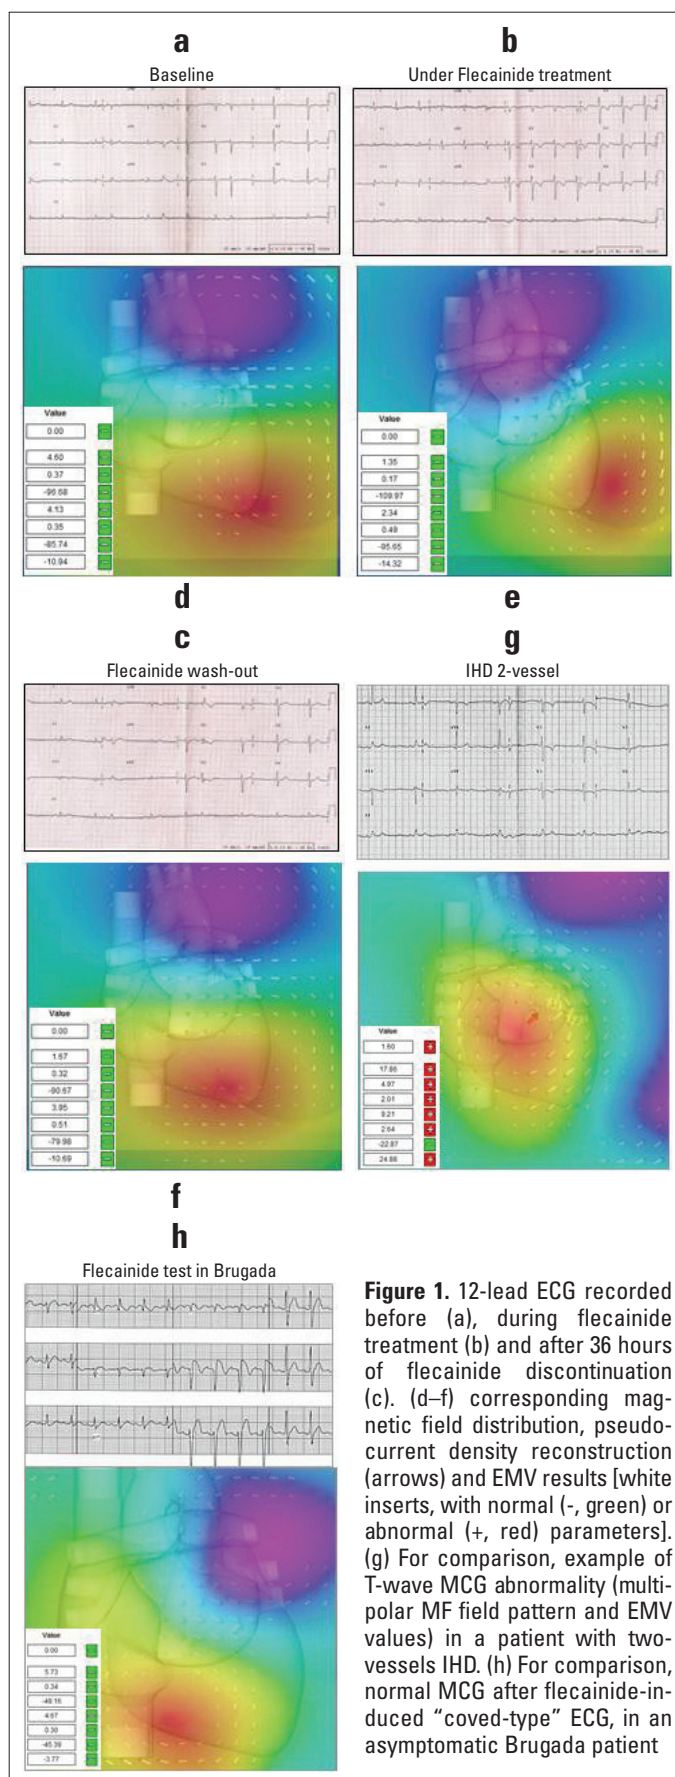 a
Baseline
b
Under Flecainide treatment
Value
0.00
4.60
0.37
-96.68
4.13
0.35
-85.74
-10.94
Value
0.00
1.35
0.17
-109.97
2.34
0.49
-95.65
-14.32
d
e
c
Flecainide wash-out
g
IHD 2-vessel
Value
0.00
1.67
0.32
-90.67
3.95
0.51
-79.98
-10.69
Value
1.60
17.86
4.97
2.01
9.21
2.64
-22.87
24.88
f
h
Flecainide test in Brugada
Value
0.00
5.73
0.34
-49.16
4.67
0.30
-45.39
-3.77
Figure 1. 12-lead ECG recorded
before (a), during flecainide
treatment (b) and after 36 hours
of flecainide discontinuation
(c). (d–f) corresponding mag-
netic field distribution, pseudo-
current density reconstruction
(arrows) and EMV results [white
inserts, with normal (-, green) or
abnormal (+, red) parameters].
(g) For comparison, example of
T-wave MCG abnormality (multi-
polar MF field pattern and EMV
values) in a patient with two-
vessels IHD. (h) For comparison,
normal MCG after flecainide-in-
duced “coved-type” ECG, in an
asymptomatic Brugada patient